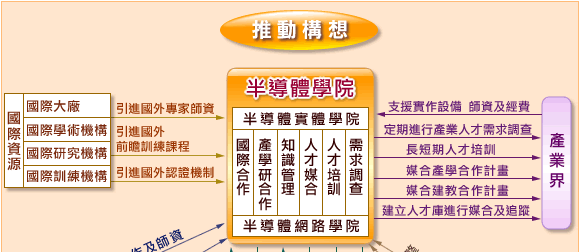 推動構想
國際資源
國際大廠
國際學術機構
國際研究機構
國際訓練機構
引進國外專家師資
引進國外
前瞻訓練課程
引進國外認證機制
半導體學院
半導體實體學院
國際合作
產學研合作
知識管理
人才媒合
人才培訓
需求調查
半導體網路學院
支援實作設備 師資及經費
定期進行產業人才需求調查
長短期人才培訓
媒合產學合作計畫
媒合建教合作計畫
建立人才庫進行媒合及追蹤
產業界
作及師資